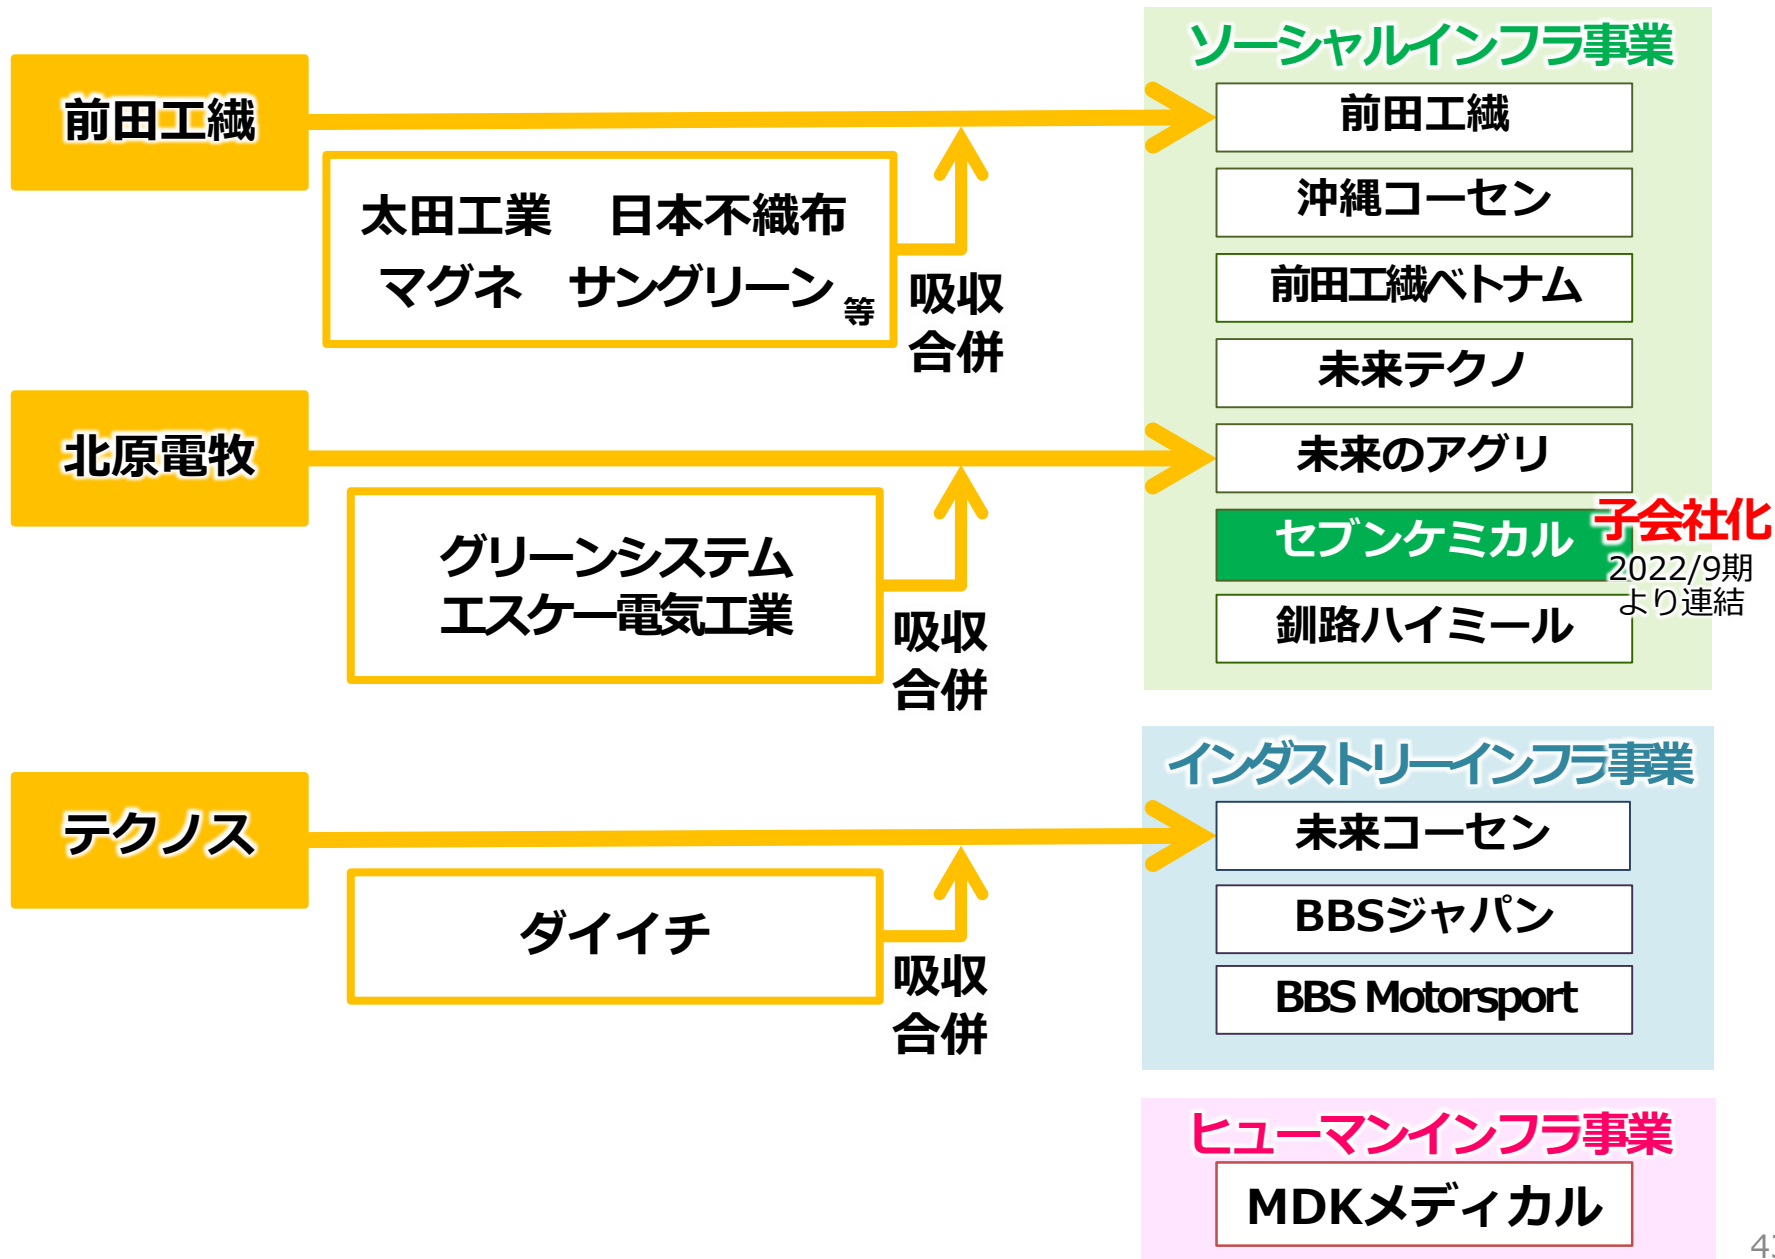 前田工繊
太田工業　日本不織布
マグネ　サングリーン 等
吸収
合併
北原電牧
グリーンシステム
エスケー電気工業
吸収
合併
テクノス
ダイイチ
吸収
合併
ソーシャルインフラ事業
前田工繊
沖縄コーセン
前田工繊ベトナム
未来テクノ
未来のアグリ
セブンケミカル
子会社化
2022/9期
より連結
釧路ハイミール
インダストリーインフラ事業
未来コーセン
BBSジャパン
BBS Motorsport
ヒューマンインフラ事業
MDKメディカル